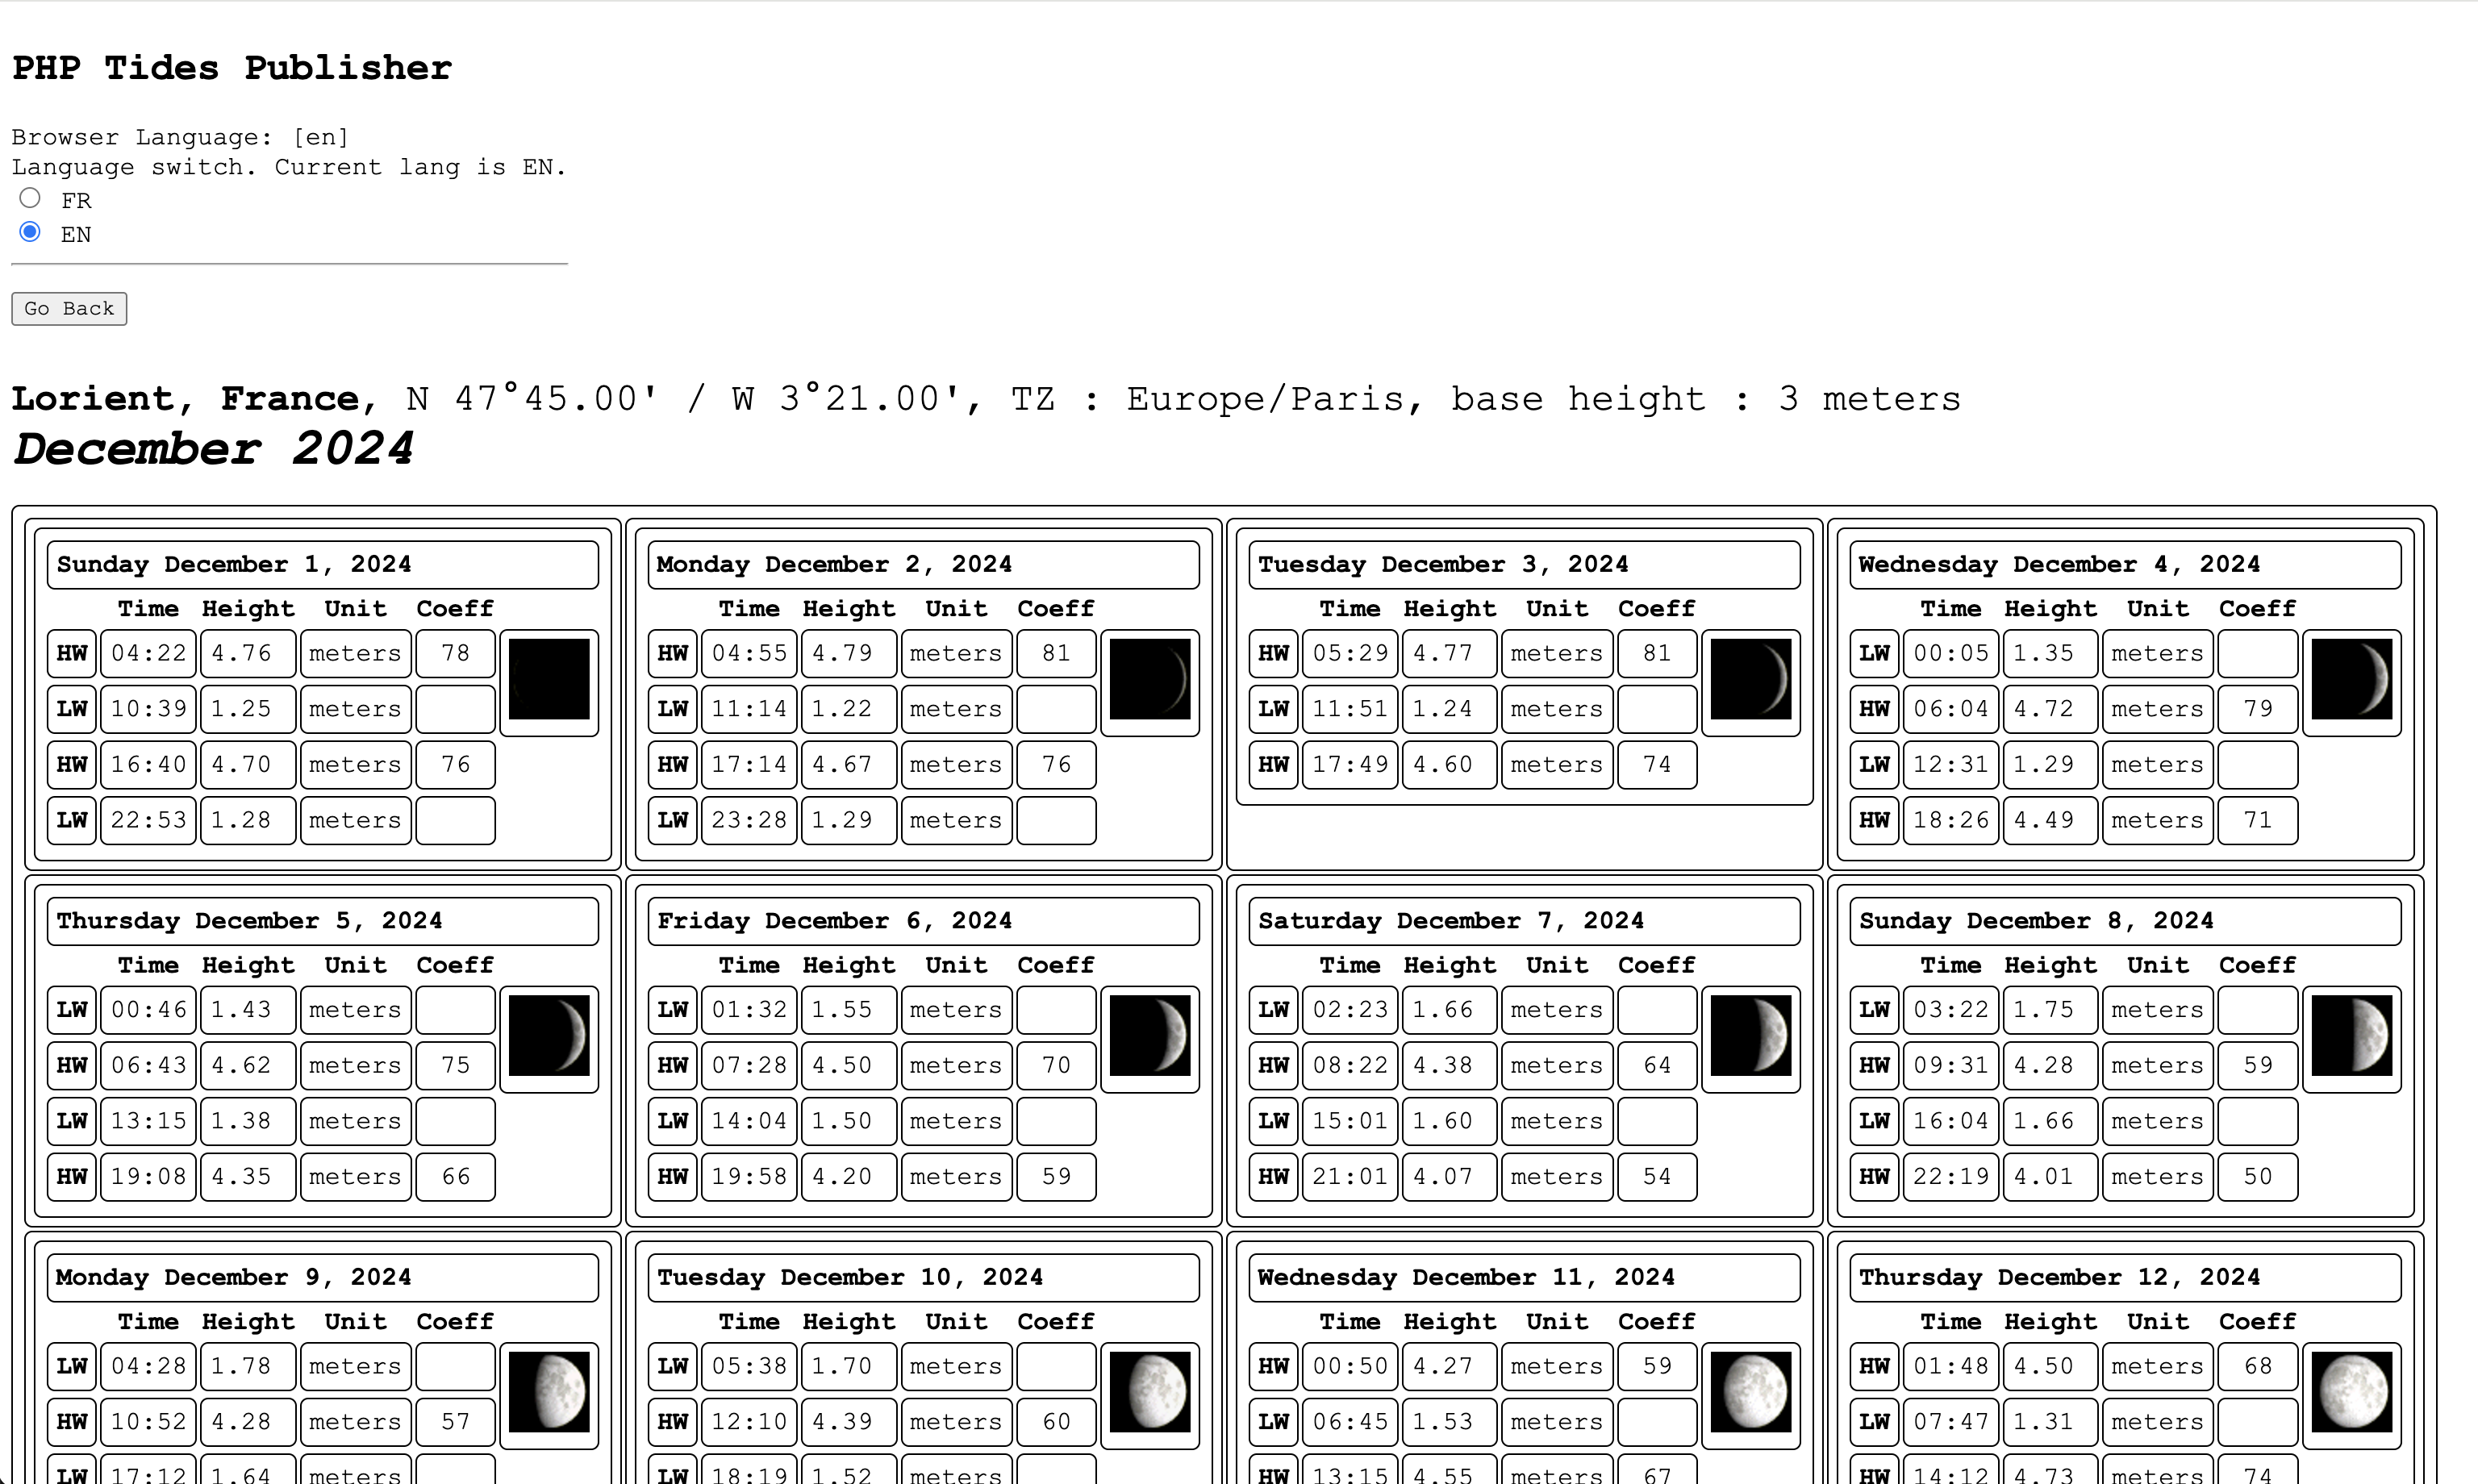 PHP Tides Publisher
Browser Language: [en]
Language switch. Current lang is EN.
FR
EN
Go Back
Lorient, France, N 47°45.00' / W 3°21.00', TZ : Europe/Paris, base height : 3 meters
December 2024
Sunday December 1, 2024
Time Height Unit Coeff
HW 04:22 4.76 meters 78
LW 10:39 1.25 meters
HW 16:40 4.70 meters 76
LW 22:53 1.28 meters
Monday December 2, 2024
Time Height Unit Coeff
HW 04:55 4.79 meters 81
LW 11:14 1.22 meters
HW 17:14 4.67 meters 76
LW 23:28 1.29 meters
Tuesday December 3, 2024
Time Height Unit Coeff
HW 05:29 4.77 meters 81
LW 11:51 1.24 meters
HW 17:49 4.60 meters 74
Wednesday December 4, 2024
Time Height Unit Coeff
LW 00:05 1.35 meters
HW 06:04 4.72 meters 79
LW 12:31 1.29 meters
HW 18:26 4.49 meters 71
Thursday December 5, 2024
Time Height Unit Coeff
LW 00:46 1.43 meters
HW 06:43 4.62 meters 75
LW 13:15 1.38 meters
HW 19:08 4.35 meters 66
Friday December 6, 2024
Time Height Unit Coeff
LW 01:32 1.55 meters
HW 07:28 4.50 meters 70
LW 14:04 1.50 meters
HW 19:58 4.20 meters 59
Saturday December 7, 2024
Time Height Unit Coeff
LW 02:23 1.66 meters
HW 08:22 4.38 meters 64
LW 15:01 1.60 meters
HW 21:01 4.07 meters 54
Sunday December 8, 2024
Time Height Unit Coeff
LW 03:22 1.75 meters
HW 09:31 4.28 meters 59
LW 16:04 1.66 meters
HW 22:19 4.01 meters 50
Monday December 9, 2024
Time Height Unit Coeff
LW 04:28 1.78 meters
HW 10:52 4.28 meters 57
LW 17:12 1.64 meters
Tuesday December 10, 2024
Time Height Unit Coeff
LW 05:38 1.70 meters
HW 12:10 4.39 meters 60
LW 18:19 1.52 meters
Wednesday December 11, 2024
Time Height Unit Coeff
HW 00:50 4.27 meters 59
LW 06:45 1.53 meters
HW 13:15 4.55 meters 67
Thursday December 12, 2024
Time Height Unit Coeff
HW 01:48 4.50 meters 68
LW 07:47 1.31 meters
HW 14:12 4.73 meters 74